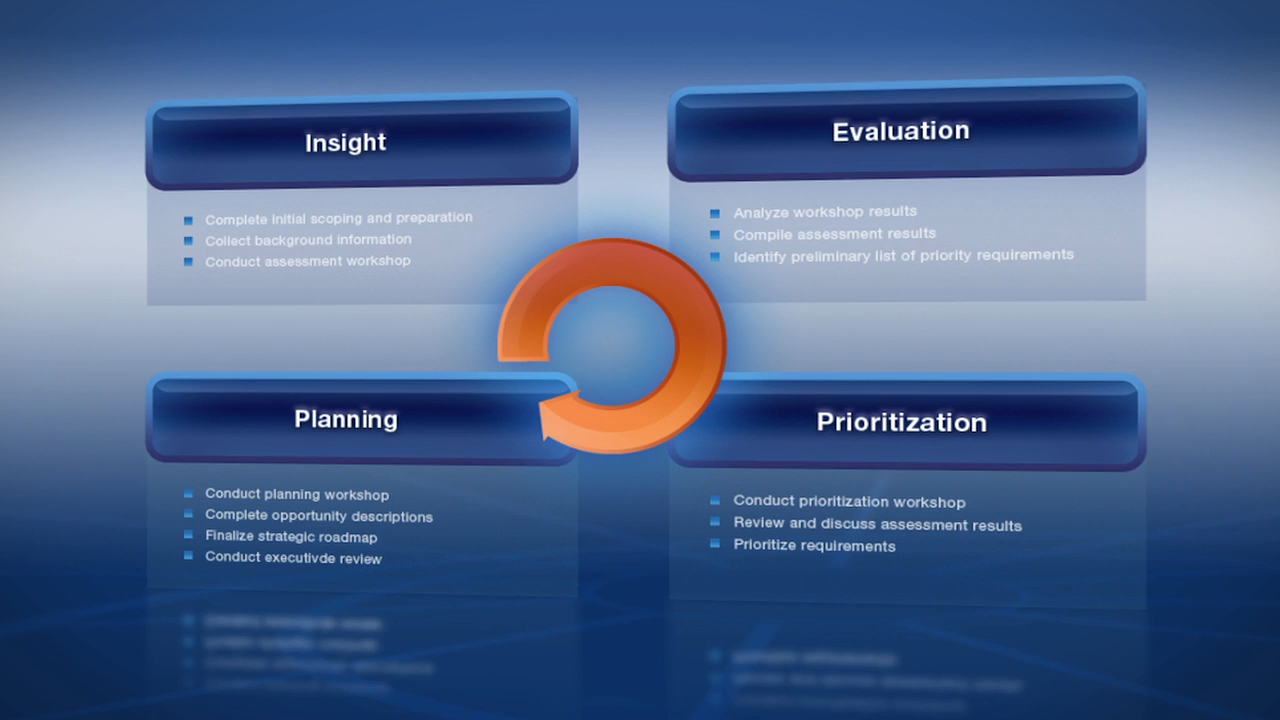 Insight
Complete initial scoping and preparation
Collect background information
Conduct assessment workshop
Evaluation
Analyze workshop results
Compile assessment results
Identify preliminary list of priority requirements
Planning
Conduct planning workshop
Complete opportunity descriptions
Finalize strategic roadmap
Conduct executivde review
Prioritization
Conduct prioritization workshop
Review and discuss assessment results
Prioritize requirements